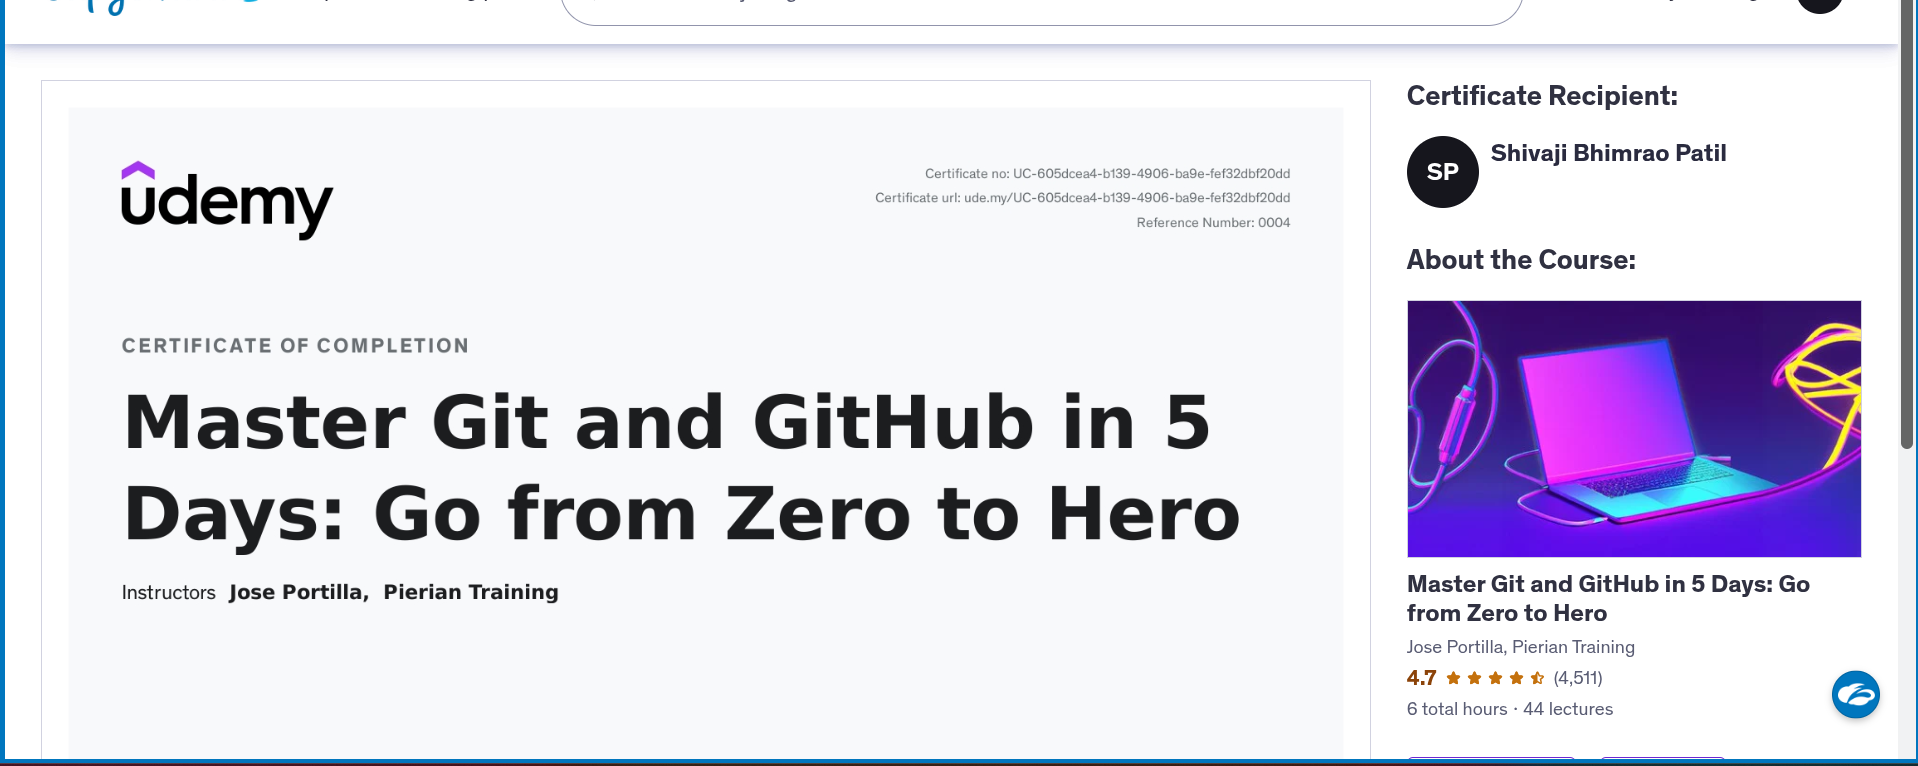 udemy
Certificate no: UC-605dcea4-b139-4906-ba9e-fef32dbf20dd
Certificate url: ude.my/UC-605dcea4-b139-4906-ba9e-fef32dbf20dd
Reference Number: 0004
CERTIFICATE OF COMPLETION
Master Git and GitHub in 5
Days: Go from Zero to Hero
Instructors Jose Portilla, Pierian Training
Certificate Recipient:
SP
Shivaji Bhimrao Patil
About the Course:
Master Git and GitHub in 5 Days: Go
from Zero to Hero
Jose Portilla, Pierian Training
4.7 (4,511)
6 total hours · 44 lectures